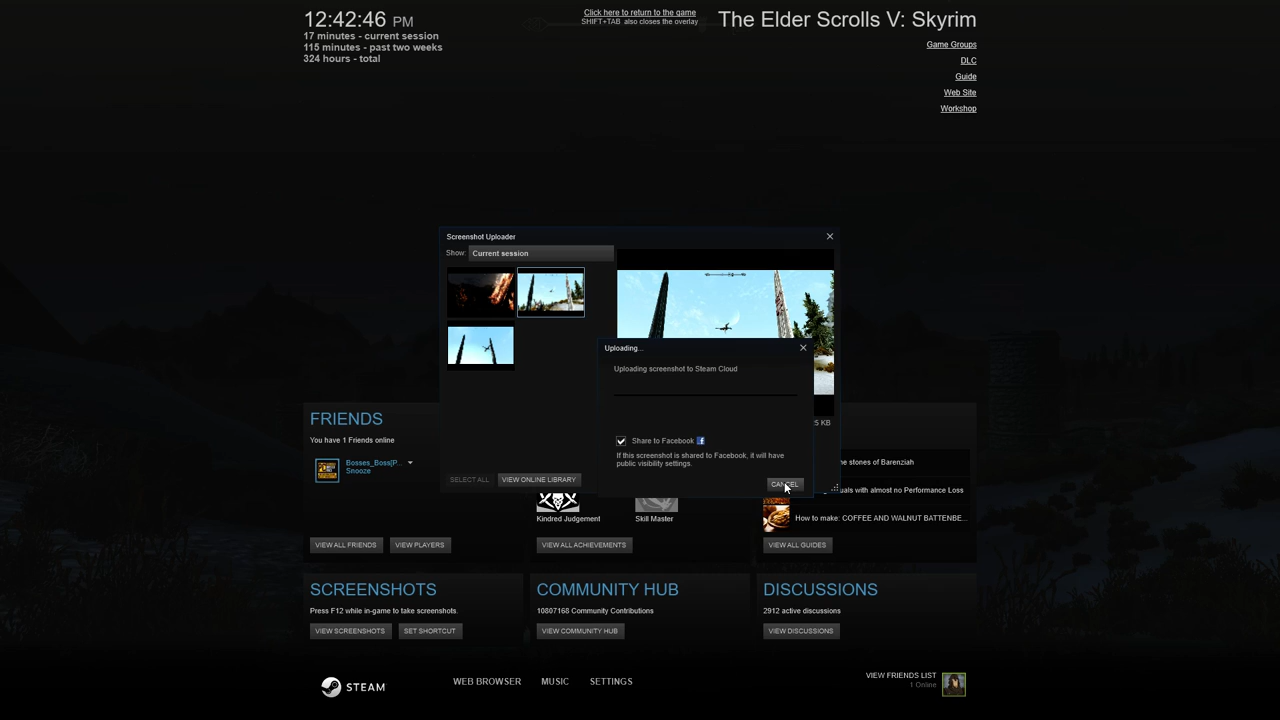 12:42:46 PM
17 minutes - current session
115 minutes - past two weeks
324 hours - total
Click here to return to the game
SHIFT+TAB also closes the overlay
The Elder Scrolls V: Skyrim
Game Groups
DLC
Guide
Web Site
Workshop
Screenshot Uploader
Show: Current session
Uploading...
Uploading screenshot to Steam Cloud
5 KB
Share to Facebook
If this screenshot is shared to Facebook, it will have
public visibility settings.
CANCEL
SELECT ALL
VIEW ONLINE LIBRARY
FRIENDS
You have 1 Friends online
Bosses_Boss[P...
Snooze
VIEW ALL FRIENDS
VIEW PLAYERS
Kindred Judgement
Skill Master
VIEW ALL ACHIEVEMENTS
stones of Barenziah
with almost no Performance Loss
How to make: COFFEE AND WALNUT BATTENBE...
VIEW ALL GUIDES
SCREENSHOTS
Press F12 while in-game to take screenshots.
VIEW SCREENSHOTS
SET SHORTCUT
COMMUNITY HUB
10807168 Community Contributions
VIEW COMMUNITY HUB
DISCUSSIONS
2912 active discussions
VIEW DISCUSSIONS
STEAM
WEB BROWSER
MUSIC
SETTINGS
VIEW FRIENDS LIST
1 Online